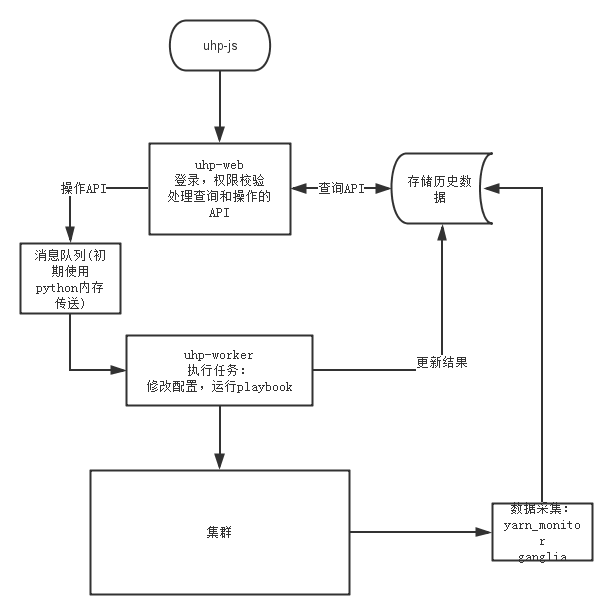 uhp-js
uhp-web
登录，权限校验
处理查询和操作的
API
操作API
查询API
存储历史数
据
消息队列(初
期使用
python内存
传送)
uhp-worker
执行任务：
修改配置，运行playbook
更新结果
集群
数据采集：
yarn_monito
r
ganglia